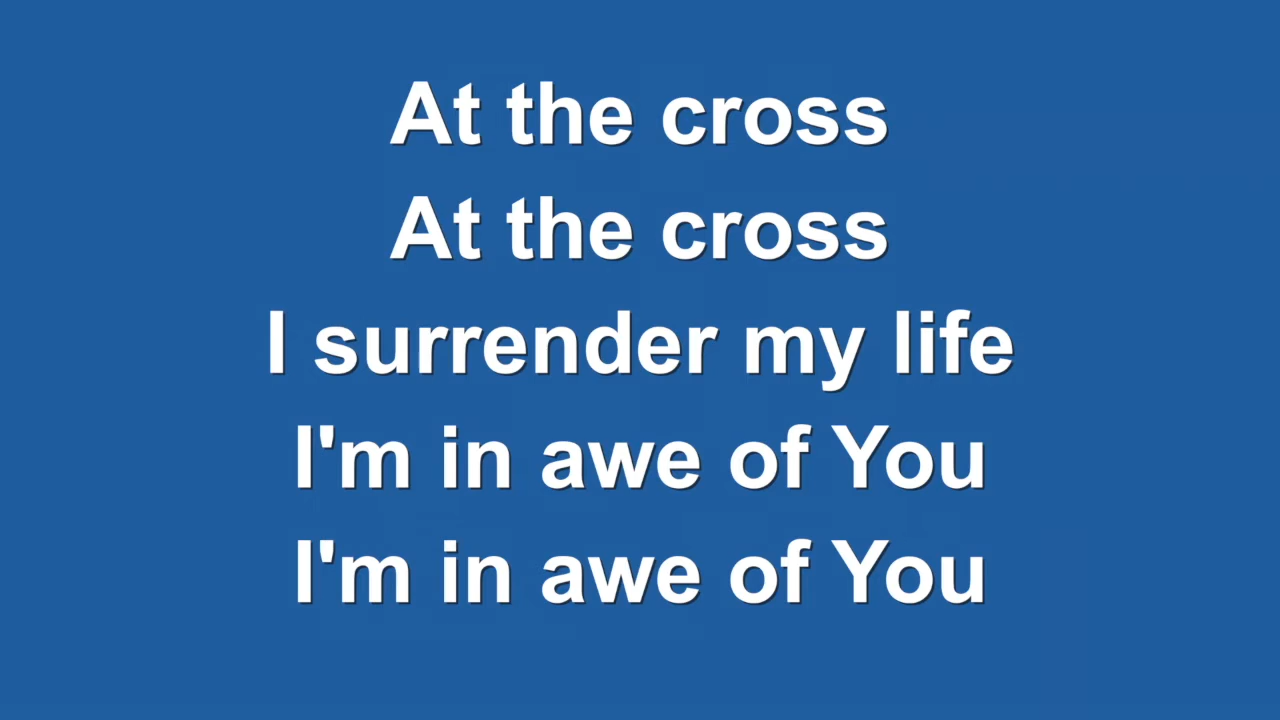 At the cross
At the cross
I surrender my life
I'm in awe of You
I'm in awe of You